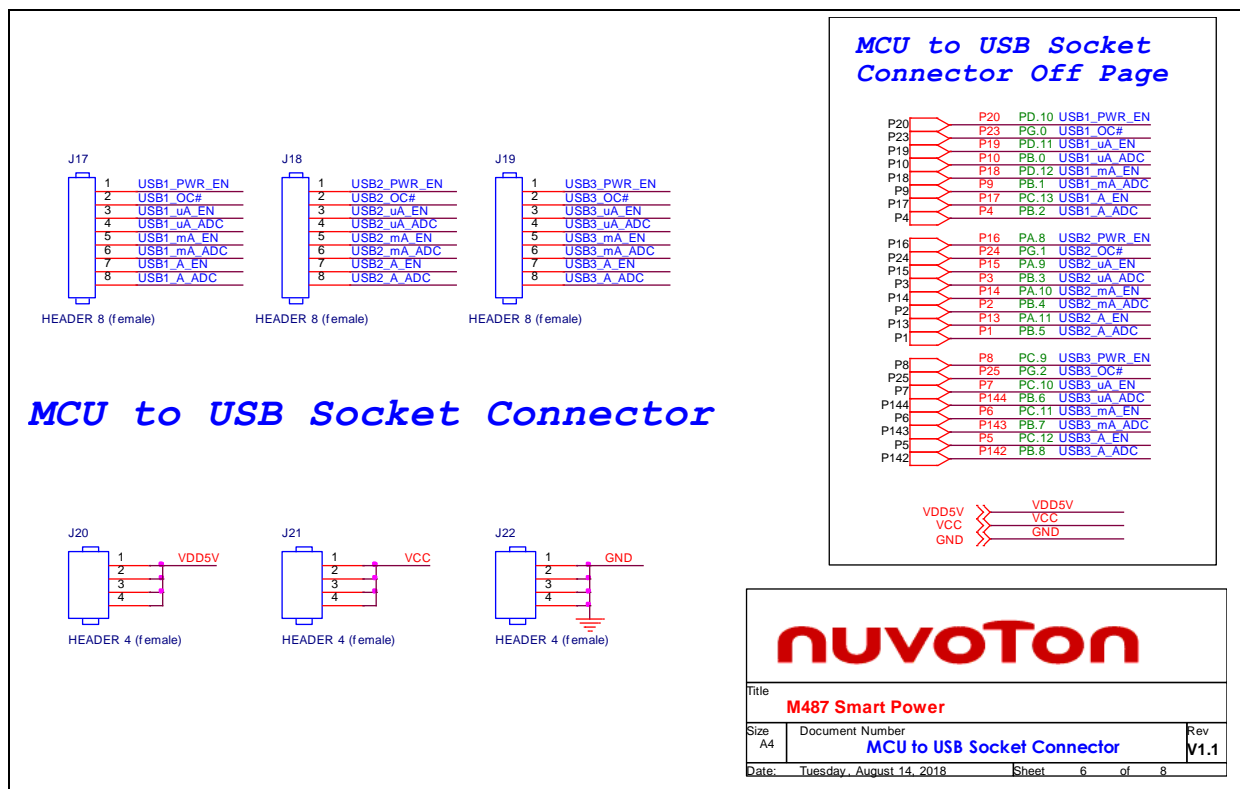 MCU to USB Socket
Connector Off Page
P20 P20 PD.10 USB1_PWR_EN
P23 P23 PG.0 USB1_OC#
P19 P19 PD.11 USB1_uA_EN
P10 P10 PB.0 USB1_uA_ADC
P18 P18 PD.12 USB1_mA_EN
P9 P9 PB.1 USB1_mA_ADC
P17 P17 PC.13 USB1_A_EN
P4 P4 PB.2 USB1_A_ADC
P16 P16 PA.8 USB2_PWR_EN
P24 P24 PG.1 USB2_OC#
P15 P15 PA.9 USB2_uA_EN
P3 P3 PB.3 USB2_uA_ADC
P14 P14 PA.10 USB2_mA_EN
P2 P2 PB.4 USB2_mA_ADC
P13 P13 PA.11 USB2_A_EN
P1 P1 PB.5 USB2_A_ADC
P8 P8 PC.9 USB3_PWR_EN
P25 P25 PG.2 USB3_OC#
P7 P7 PC.10 USB3_uA_EN
P144 P144 PB.6 USB3_uA_ADC
P6 P6 PC.11 USB3_mA_EN
P143 P143 PB.7 USB3_mA_ADC
P5 P5 PC.12 USB3_A_EN
P142 P142 PB.8 USB3_A_ADC
VDD5V VDD5V
VCC VCC
GND GND
J17
1 USB1_PWR_EN
2 USB1_OC#
3 USB1_uA_EN
4 USB1_uA_ADC
5 USB1_mA_EN
6 USB1_mA_ADC
7 USB1_A_EN
8 USB1_A_ADC
HEADER 8 (female)
J18
1 USB2_PWR_EN
2 USB2_OC#
3 USB2_uA_EN
4 USB2_uA_ADC
5 USB2_mA_EN
6 USB2_mA_ADC
7 USB2_A_EN
8 USB2_A_ADC
HEADER 8 (female)
J19
1 USB3_PWR_EN
2 USB3_OC#
3 USB3_uA_EN
4 USB3_uA_ADC
5 USB3_mA_EN
6 USB3_mA_ADC
7 USB3_A_EN
8 USB3_A_ADC
HEADER 8 (female)
MCU to USB Socket Connector
J20
1 VDD5V
2
3
4
HEADER 4 (female)
J21
1 VCC
2
3
4
HEADER 4 (female)
J22
1 GND
2
3
4
HEADER 4 (female)
nuvoTon
Title
M487 Smart Power
Size Document Number Rev
A4 MCU to USB Socket Connector V1.1
Date: Tuesday, August 14, 2018 Sheet 6 of 8